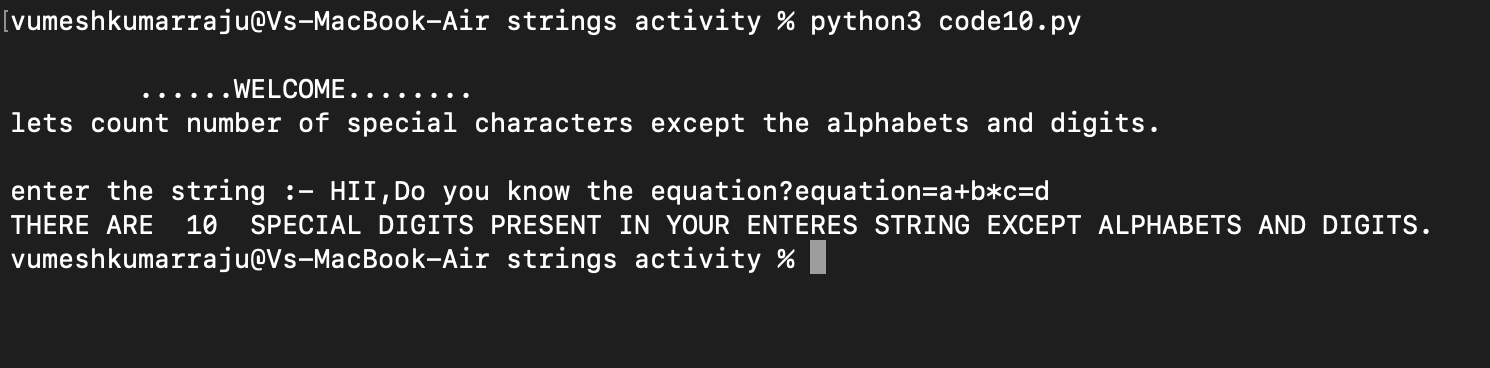 [vumeshkumarraju@Vs-MacBook-Air strings activity % python3 code10.py
......WELCOME........
lets count number of special characters except the alphabets and digits.
enter the string :- HII,Do you know the equation?equation=a+b*c=d
THERE ARE  10  SPECIAL DIGITS PRESENT IN YOUR ENTERES STRING EXCEPT ALPHABETS AND DIGITS.
vumeshkumarraju@Vs-MacBook-Air strings activity %